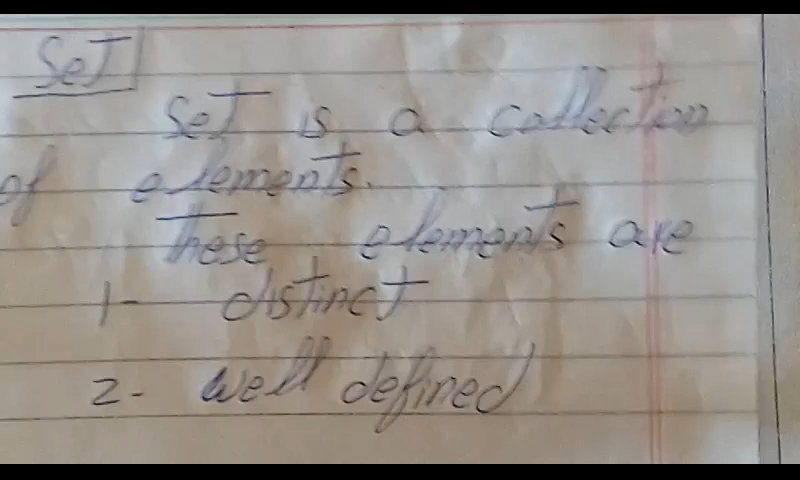 Set
Set is a collection
of elements.
These elements are
1- distinct
2- well defined